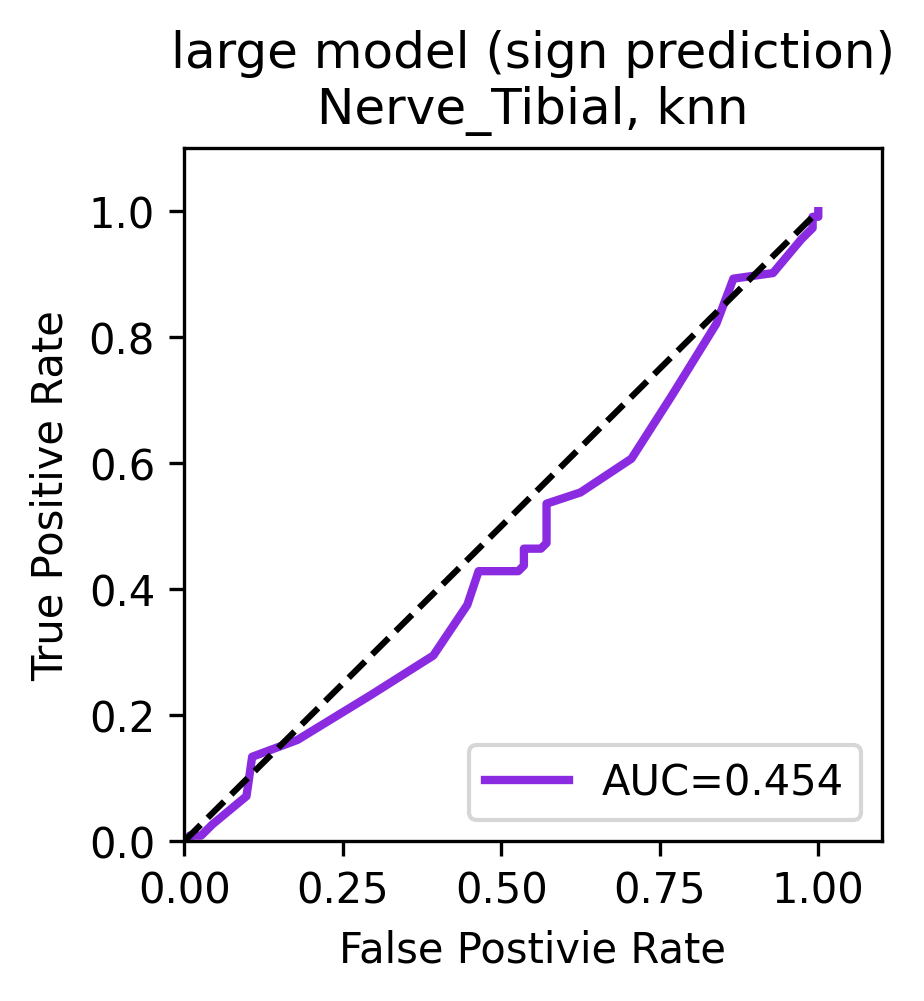 large model (sign prediction)
Nerve_Tibial, knn
True Positive Rate
1.0
0.8
0.6
0.4
0.2
0.0
AUC=0.454
0.00 0.25 0.50 0.75 1.00
False Postivie Rate